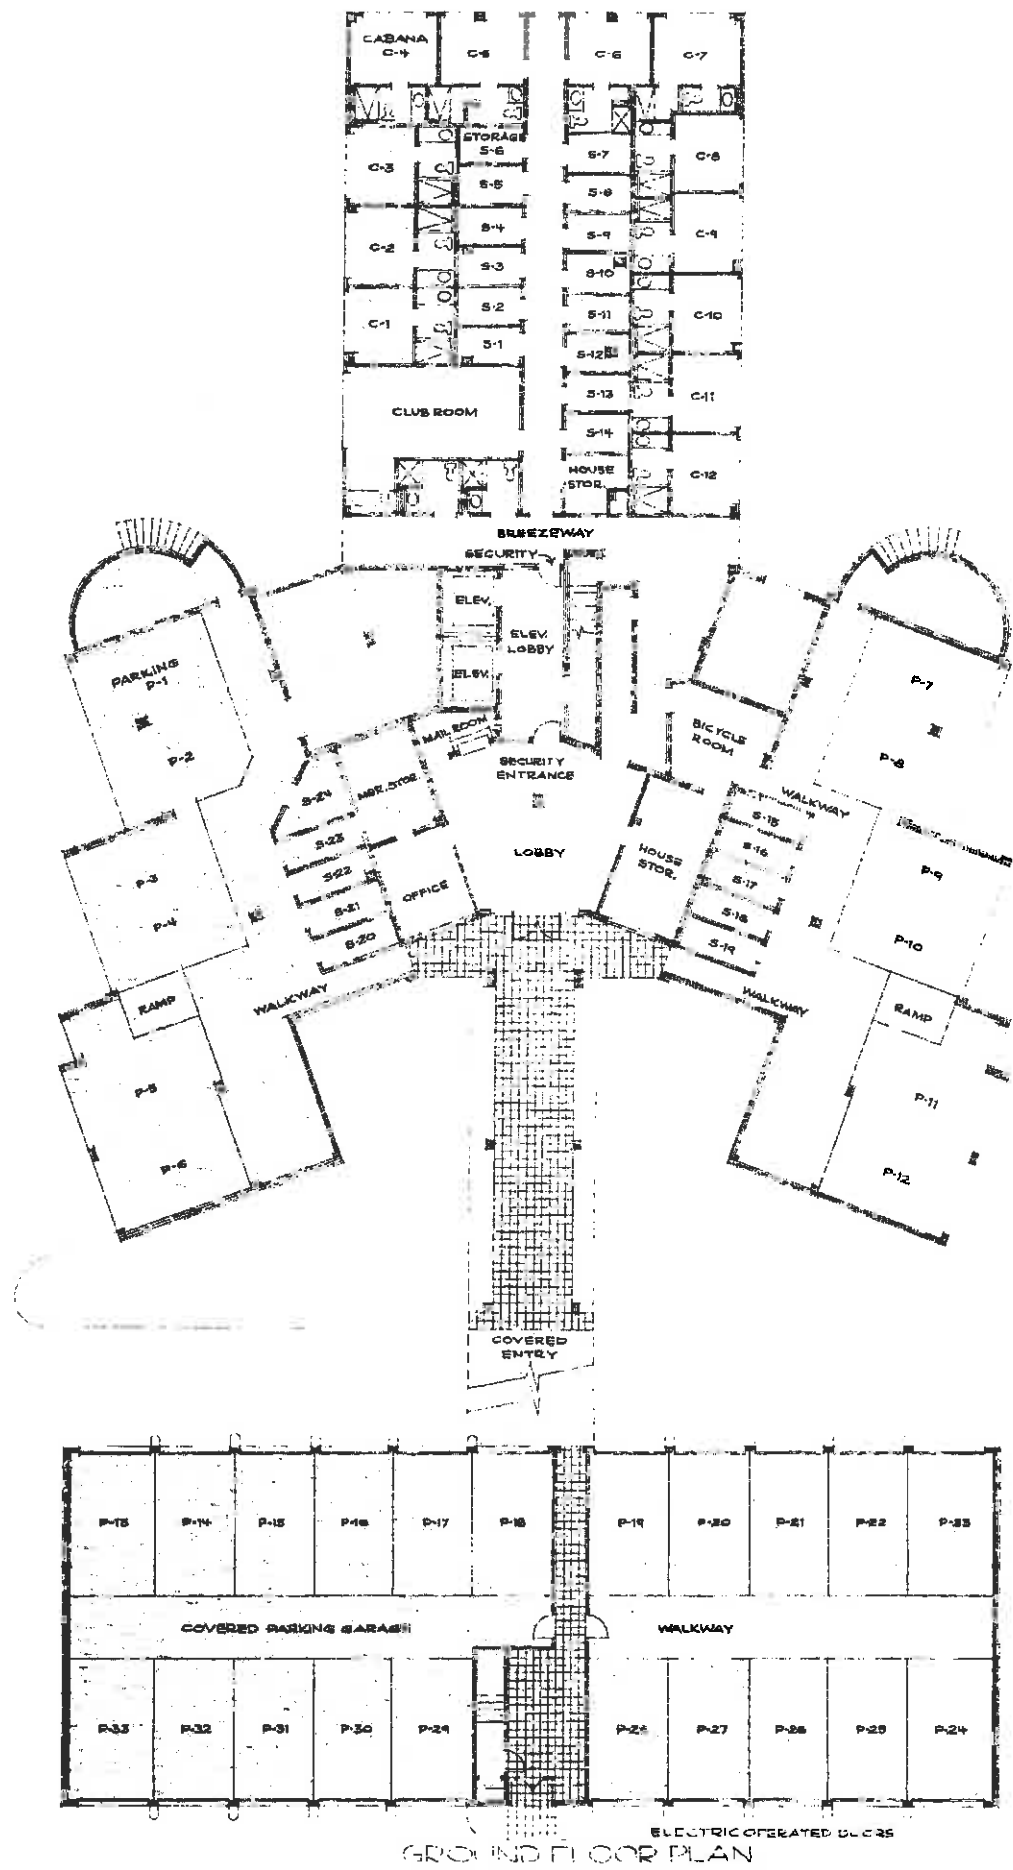 CABANA
C-4
C-5
C-6
C-7
C-3
STORAGE
S-6
S-7
C-8
S-5
S-8
C-2
S-4
S-9
C-9
S-3
S-10
C-1
S-2
S-11
C-10
S-1
S-12
CLUB ROOM
S-13
C-11
S-14
HOUSE
STOR.
C-12
BREEZEWAY
SECURITY
ELEV.
ELEV.
LOBBY
ELEV.
PARKING
P-1
P-2
P-7
P-8
MAIL ROOM
BICYCLE
ROOM
SECURITY
ENTRANCE
S-24
MGR. STOR.
WALKWAY
S-15
S-23
S-16
LOBBY
HOUSE
STOR.
P-3
S-22
S-17
P-9
OFFICE
P-4
S-21
S-18
P-10
S-20
S-19
RAMP
WALKWAY
WALKWAY
RAMP
P-5
P-11
P-6
P-12
COVERED
ENTRY
P-13
P-14
P-15
P-16
P-17
P-18
P-19
P-20
P-21
P-22
P-23
COVERED PARKING GARAGE
WALKWAY
P-33
P-32
P-31
P-30
P-29
P-28
P-27
P-26
P-25
P-24
ELECTRIC OPERATED DOORS
GROUND FLOOR PLAN